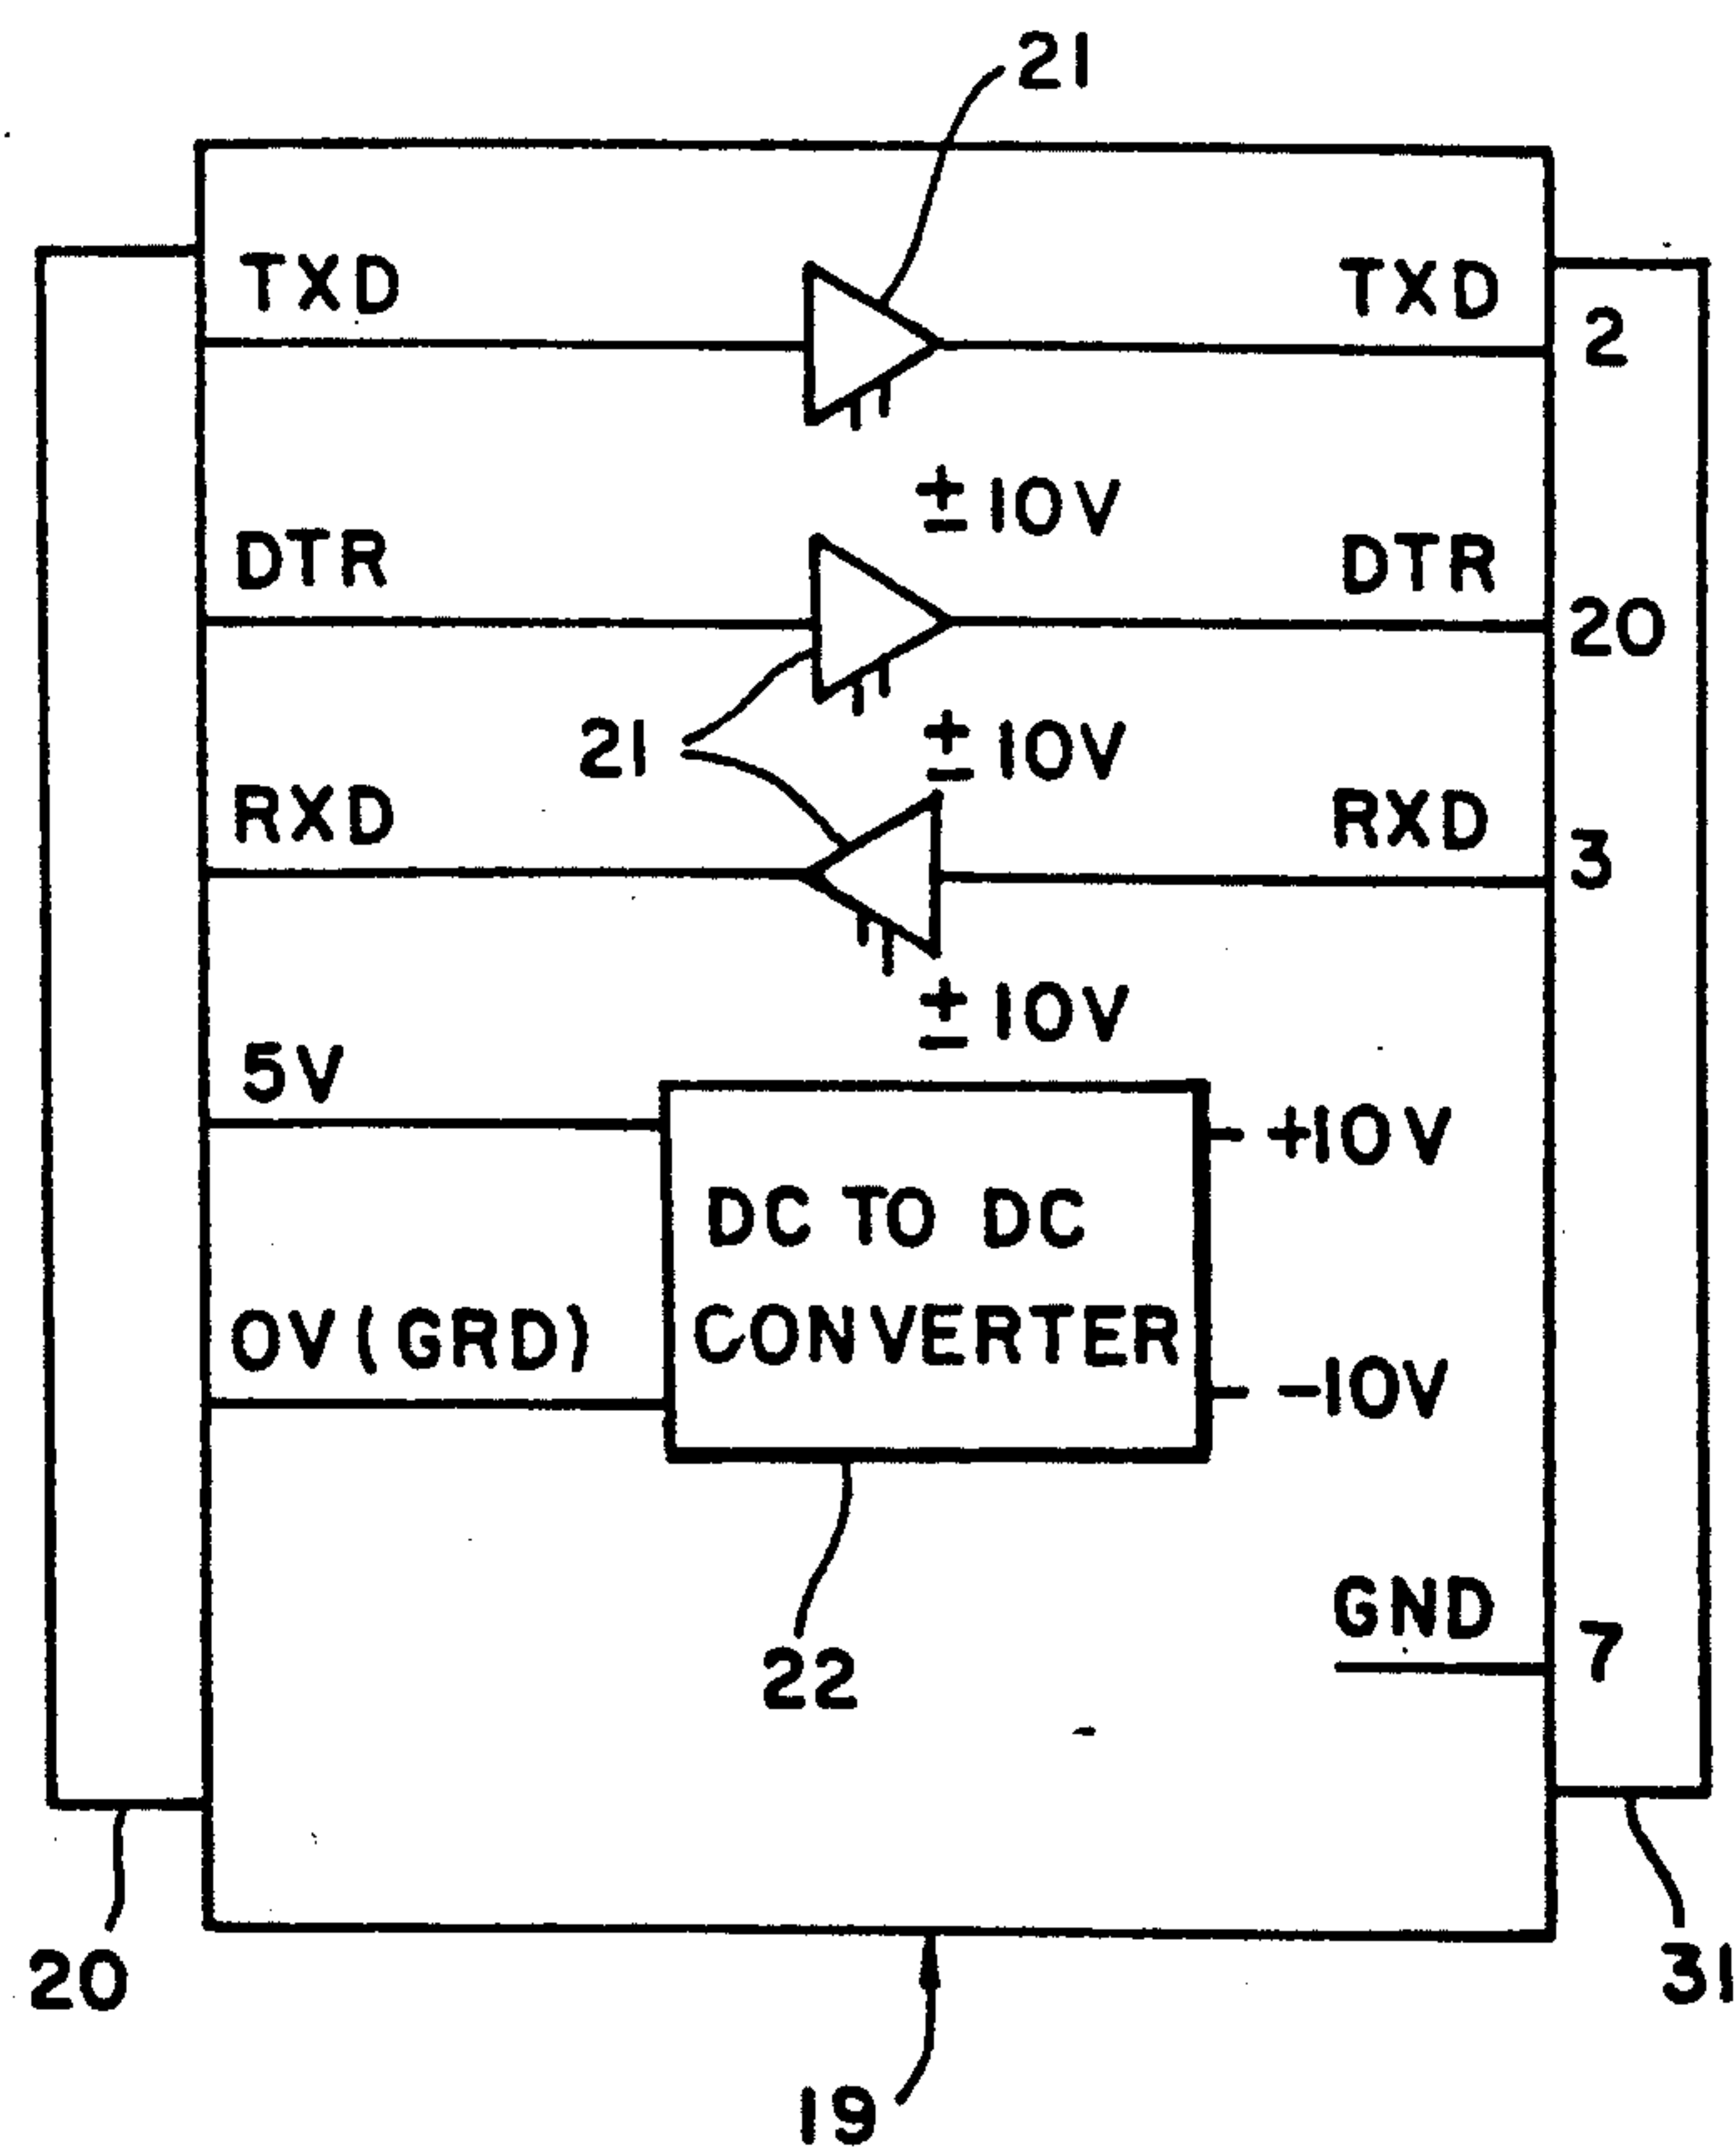 21
TXD
TXD
2
±10V
DTR
DTR
20
21
±10V
RXD
RXD
3
±10V
5V
+10V
DC TO DC
CONVERTER
0V(GRD)
-10V
GND
7
22
20
31
19